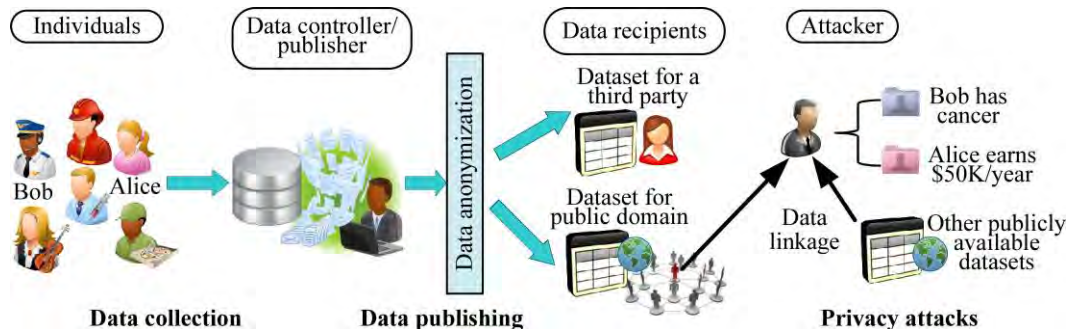 Individuals
Data controller/
publisher
Data recipients
Attacker
Dataset for a
third party
Bob has
cancer
Bob
Alice
Data anonymization
Alice earns
$50K/year
Dataset for
public domain
Data
linkage
Other publicly
available
datasets
Data collection
Data publishing
Privacy attacks